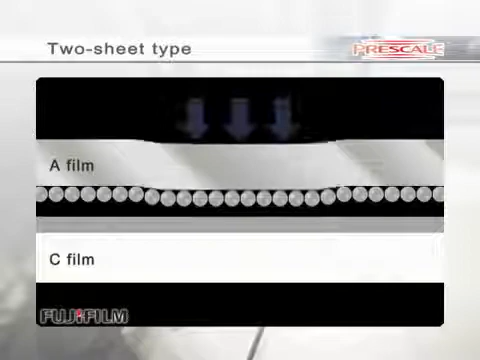 Two-sheet type
PRESCALE
A film
C film
FUJIFILM